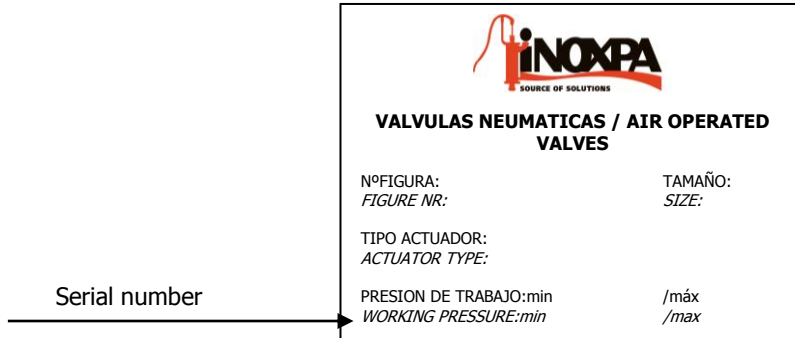 INOXPA
SOURCE OF SOLUTIONS
VALVULAS NEUMATICAS / AIR OPERATED
VALVES
NºFIGURA: TAMAÑO:
FIGURE NR: SIZE:
TIPO ACTUADOR:
ACTUATOR TYPE:
Serial number
PRESION DE TRABAJO:min /máx
WORKING PRESSURE:min /max